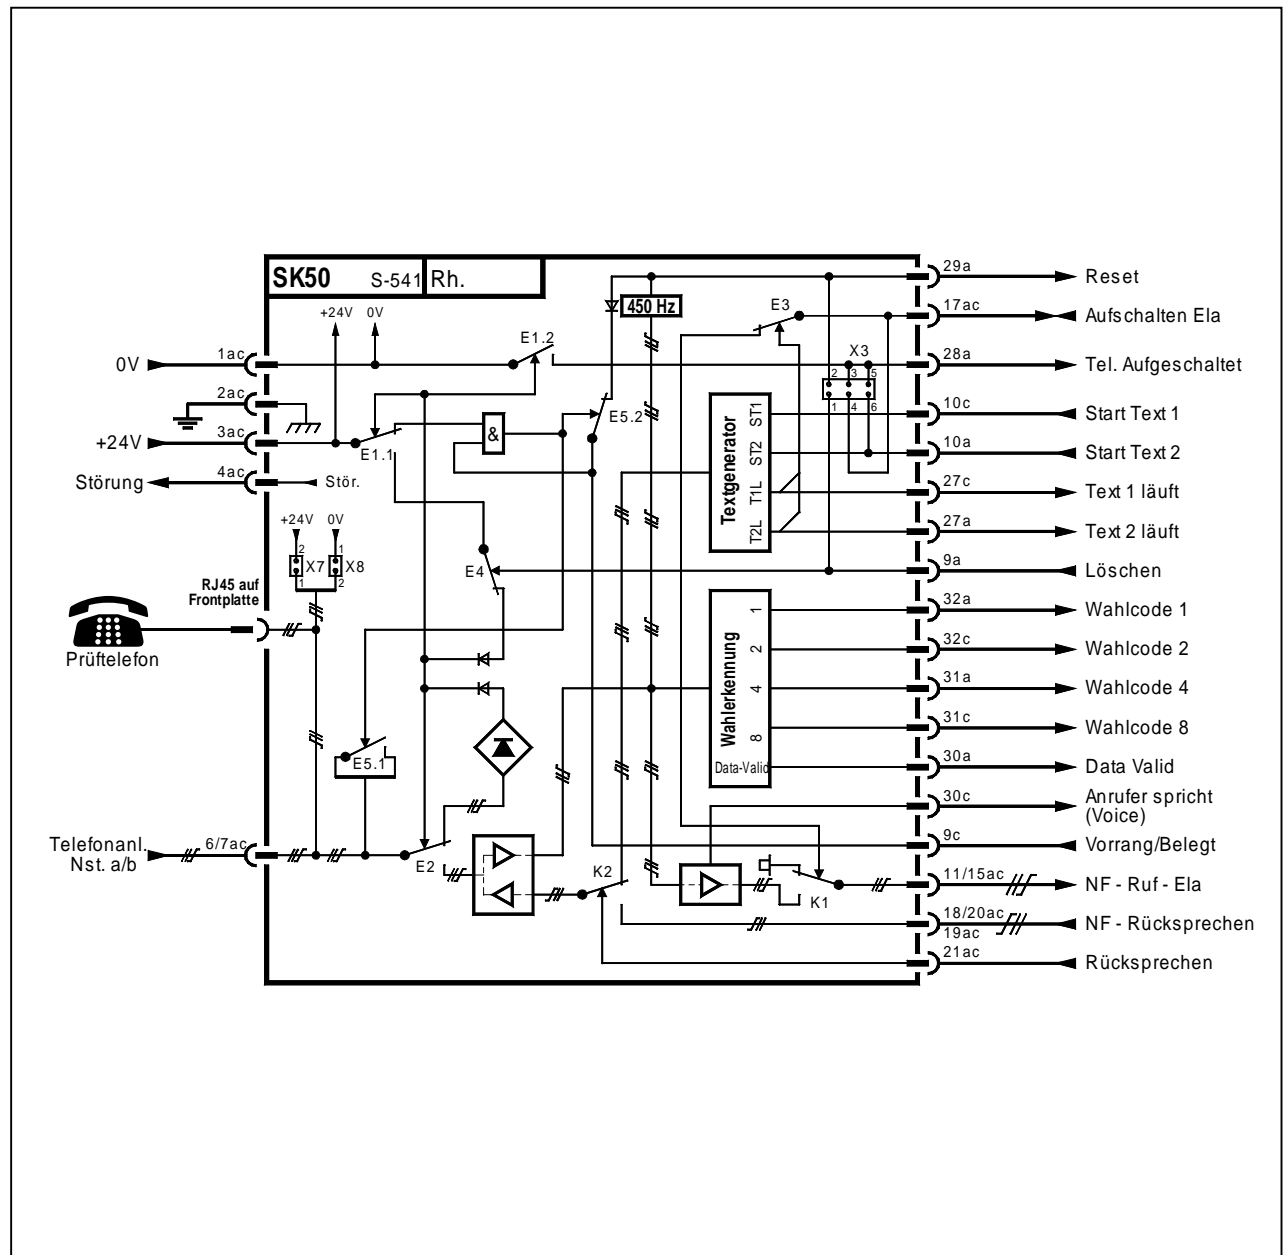 SK50 S-541 Rh.
+24V 0V
450 Hz
E1.2
E3
X3
2 3 5
1 4 6
0V 1ac
2ac
+24V 3ac
Störung 4ac
Stör.
E1.1
&
E5.2
+24V 0V
2 1
X7 X8
1 2
RJ45 auf
Frontplatte
Prüftelefon
E4
E5.1
Telefonanl.
Nst. a/b
6/7ac
E2
K2
K1
Textgenerator
ST1
ST2
T1L
T2L
Wahlerkennung
1
2
4
8
Data-Valid
29a Reset
17ac Aufschalten Ela
28a Tel. Aufgeschaltet
10c Start Text 1
10a Start Text 2
27c Text 1 läuft
27a Text 2 läuft
9a Löschen
32a Wahlcode 1
32c Wahlcode 2
31a Wahlcode 4
31c Wahlcode 8
30a Data Valid
30c Anrufer spricht
(Voice)
9c Vorrang/Belegt
11/15ac NF - Ruf - Ela
18/20ac NF - Rücksprechen
19ac
21ac Rücksprechen